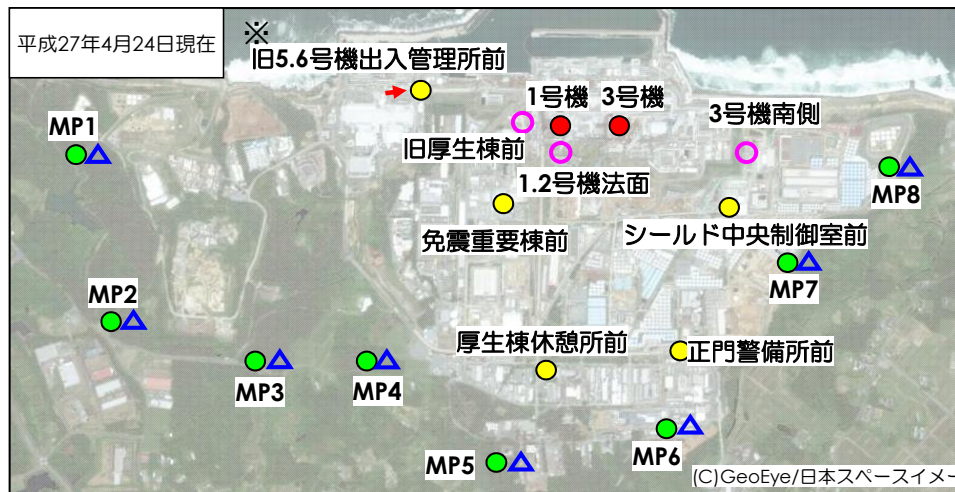 平成27年4月24日現在
※
旧5.6号機出入管理所前
1号機
3号機
3号機南側
MP1
旧厚生棟前
1.2号機法面
MP8
免震重要棟前
シールド中央制御室前
MP7
MP2
厚生棟休憩所前
正門警備所前
MP3
MP4
MP6
MP5
(C)GeoEye/日本スペースイメー